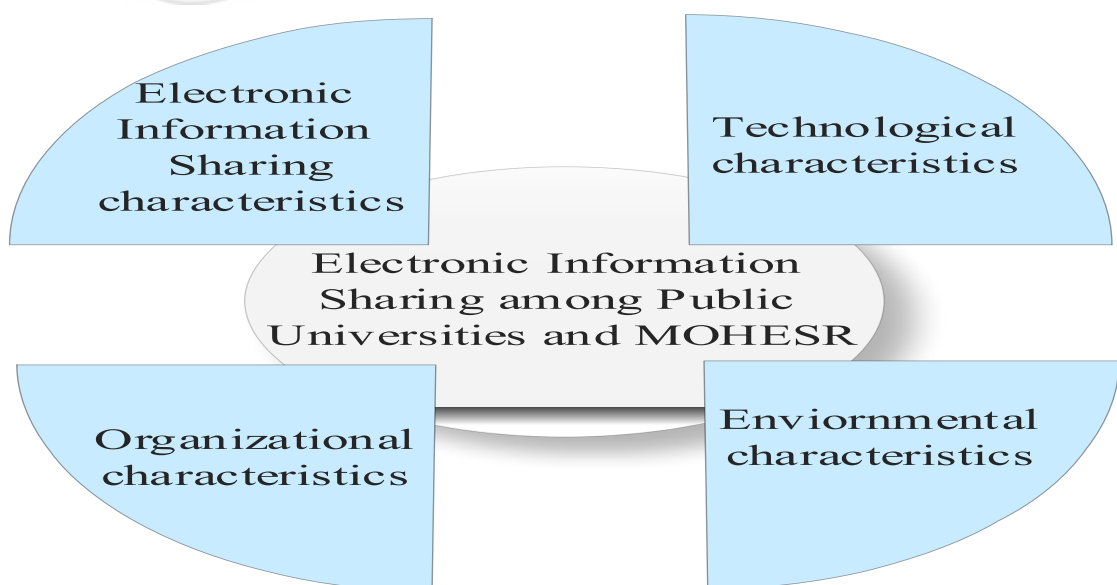 Electronic
Information
Sharing
characteristics
Technological
characteristics
Electronic Information
Sharing among Public
Universities and MOHESR
Organizational
characteristics
Enviornmental
characteristics